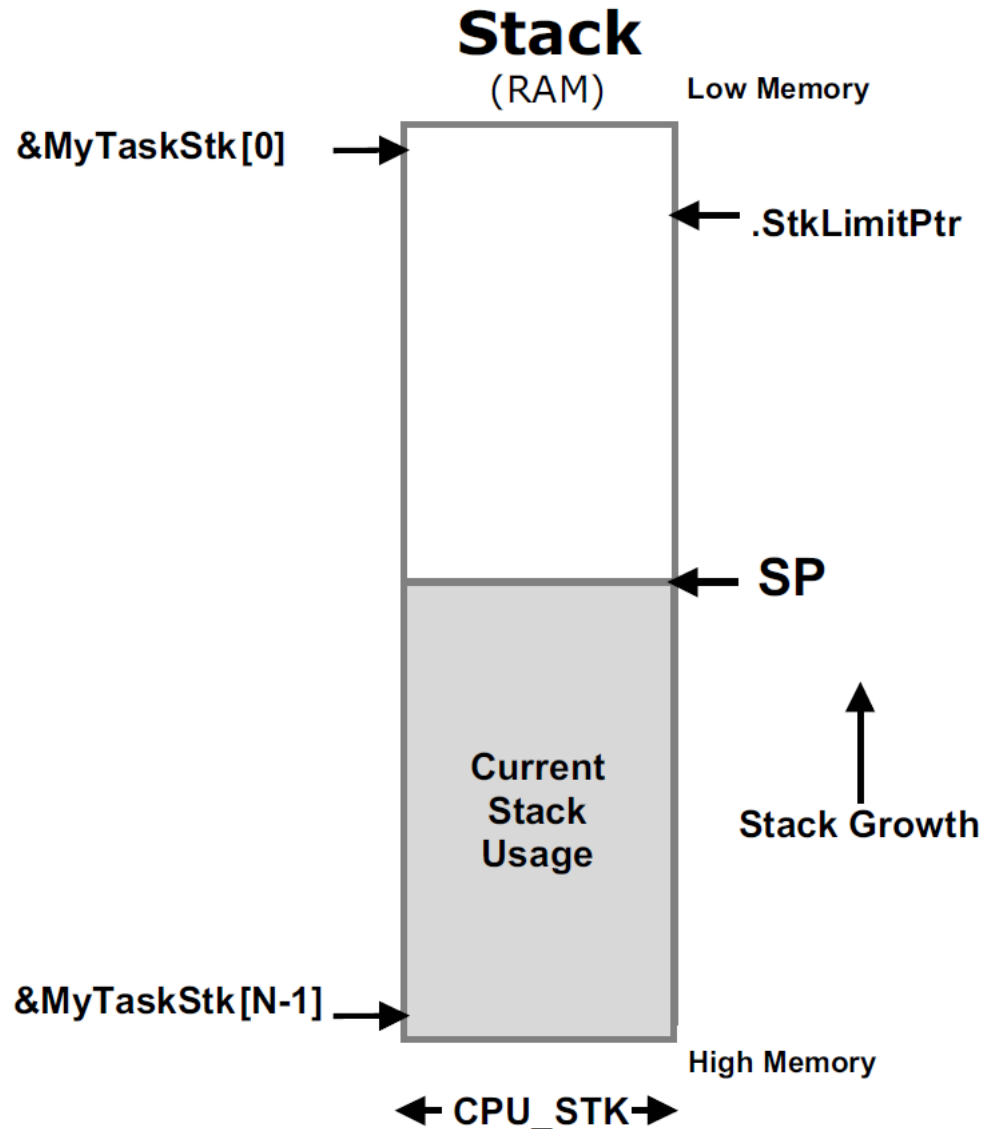 Stack
(RAM)
Low Memory
&MyTaskStk[0]
.StkLimitPtr
SP
Current
Stack
Usage
Stack Growth
&MyTaskStk[N-1]
High Memory
CPU_STK